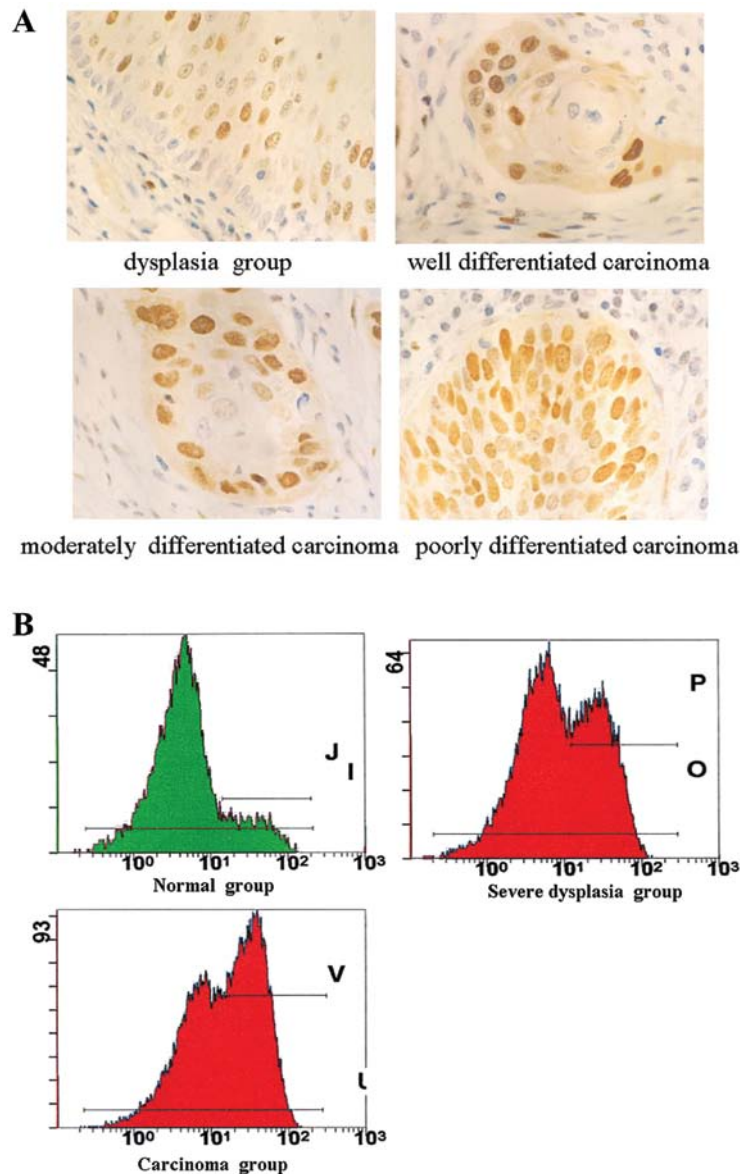 A
dysplasia group
well differentiated carcinoma
moderately differentiated carcinoma
poorly differentiated carcinoma
B
48
J
I
10⁰ 10¹ 10² 10³
Normal group
64
P
O
10⁰ 10¹ 10² 10³
Severe dysplasia group
93
V
10⁰ 10¹ 10² 10³
Carcinoma group